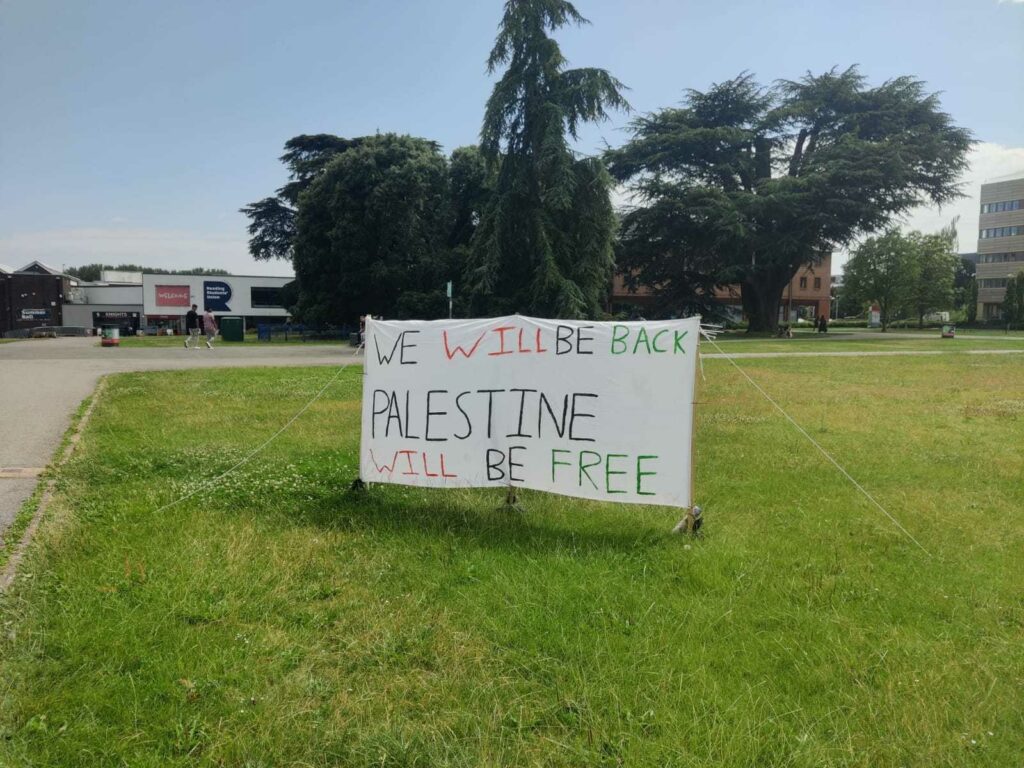 WE WILL BE BACK
PALESTINE
WILL BE FREE
WELCOME
Reading
Students'
Union